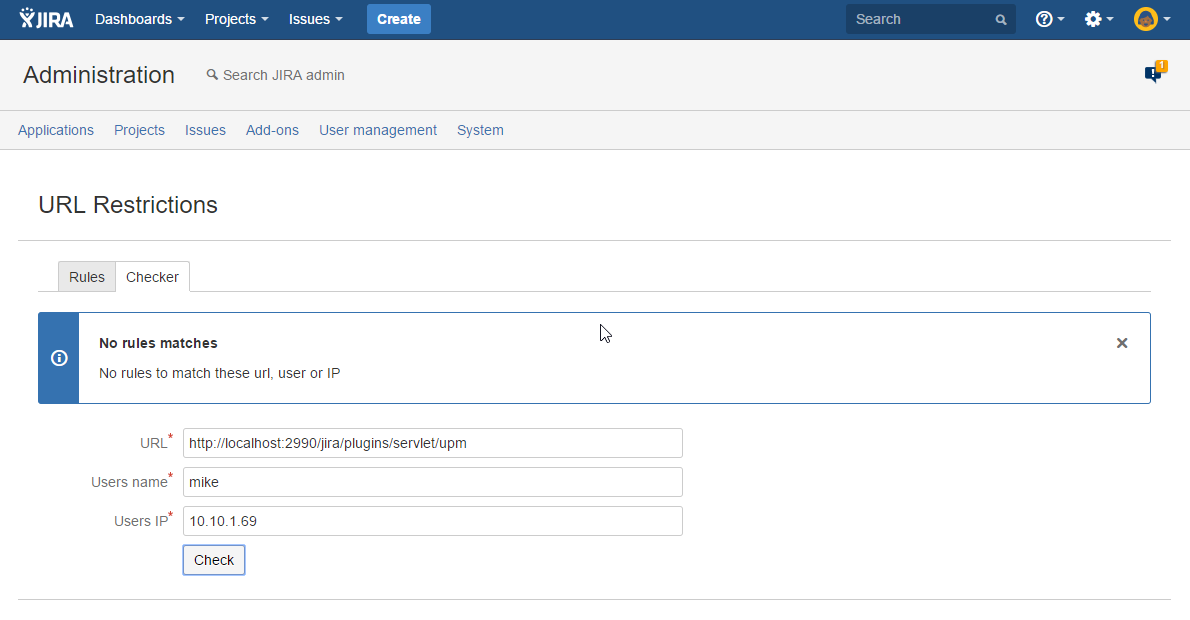 JIRA Dashboards Projects Issues Create Search
Administration Search JIRA admin 1
Applications Projects Issues Add-ons User management System
URL Restrictions
Rules Checker
No rules matches
No rules to match these url, user or IP
URL* http://localhost:2990/jira/plugins/servlet/upm
Users name* mike
Users IP* 10.10.1.69
Check